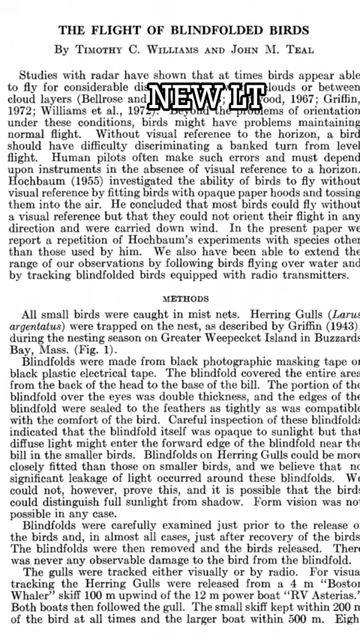 THE FLIGHT OF BLINDFOLDED BIRDS
By TIMOTHY C. WILLIAMS and JOHN M. TEAL
Studies with radar have shown that at times birds appear able
to fly for considerable clouds or between
cloud layers (Bellrose and 1967; Griffin,
NEW I.T
1972; Williams et al., Beyond the problems of orientation
under these conditions, birds might have problems maintaining
normal flight. Without visual reference to the horizon, a bird
should have difficulty discriminating a banked turn from level
flight. Human pilots often make such errors and must depend
upon instruments in the absence of visual reference to a horizon.
Hochbaum (1955) investigated the ability of birds to fly without
visual reference by fitting birds with opaque paper hoods and tossing
them into the air. He concluded that most birds could fly without
a visual reference but that they could not orient their flight in any
direction and were carried down wind. In the present paper we
report a repetition of Hochbaum's experiments with species other
than those used by him. We also have been able to extend the
range of our observations by following birds flying over water and
by tracking blindfolded birds equipped with radio transmitters.
METHODS
All small birds were caught in mist nets. Herring Gulls (Larus
argentatus) were trapped on the nest, as described by Griffin (1943),
during the nesting season on Greater Weepecket Island in Buzzards
Bay, Mass. (Fig. 1).
Blindfolds were made from black photographic masking tape or
black plastic electrical tape. The blindfold covered the entire area
from the back of the head to the base of the bill. The portion of the
blindfold over the eyes was double thickness, and the edges of the
blindfold were sealed to the feathers as tightly as was compatible
with the comfort of the bird. Careful inspection of these blindfolds
indicated that the blindfold itself was opaque to sunlight but that
diffuse light might enter the forward edge of the blindfold near the
bill in the smaller birds. Blindfolds on Herring Gulls could be more
closely fitted than those on smaller birds, and we believe that no
significant leakage of light occurred around these blindfolds. We
could not, however, prove this, and it is possible that the birds
could distinguish full sunlight from shadow. Form vision was not
possible in any case.
Blindfolds were carefully examined just prior to the release of
the birds and, in almost all cases, just after recovery of the birds.
The blindfolds were then removed and the birds released. There
was never any observable damage to the bird from the blindfold.
The gulls were tracked either visually or by radio. For visual
tracking the Herring Gulls were released from a 4 m "Boston
Whaler" skiff 100 m upwind of the 12 m power boat "RV Asterias."
Both boats then followed the gull. The small skiff kept within 200 m
of the bird at all times and the larger boat within 500 m. Eigh